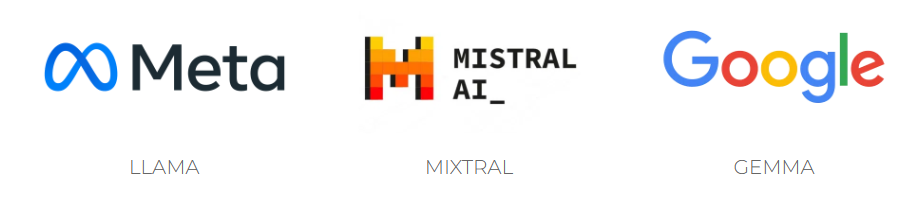 Meta
MISTRAL
AI_
Google
LLAMA
MIXTRAL
GEMMA